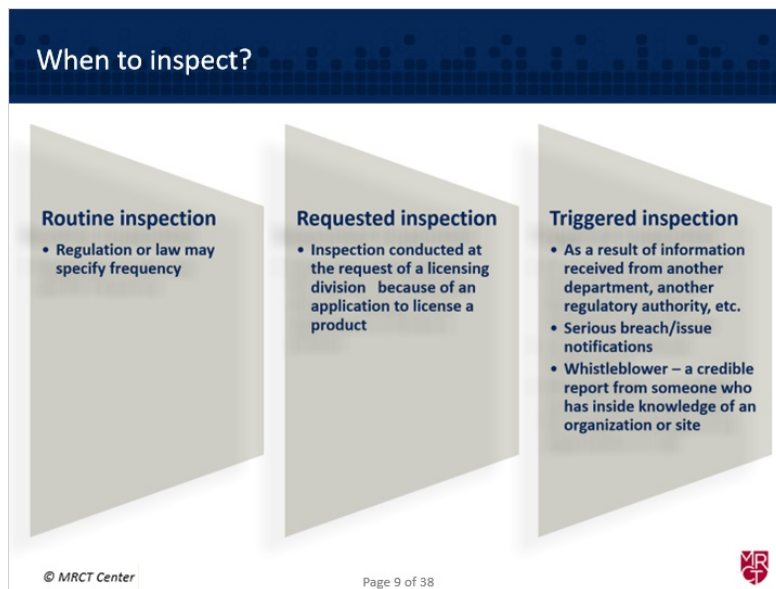 When to inspect?
Routine inspection
• Regulation or law may
specify frequency
Requested inspection
• Inspection conducted at
the request of a licensing
division because of an
application to license a
product
Triggered inspection
• As a result of information
received from another
department, another
regulatory authority, etc.
• Serious breach/issue
notifications
• Whistleblower – a credible
report from someone who
has inside knowledge of an
organization or site
© MRCT Center
Page 9 of 38
MR
CT